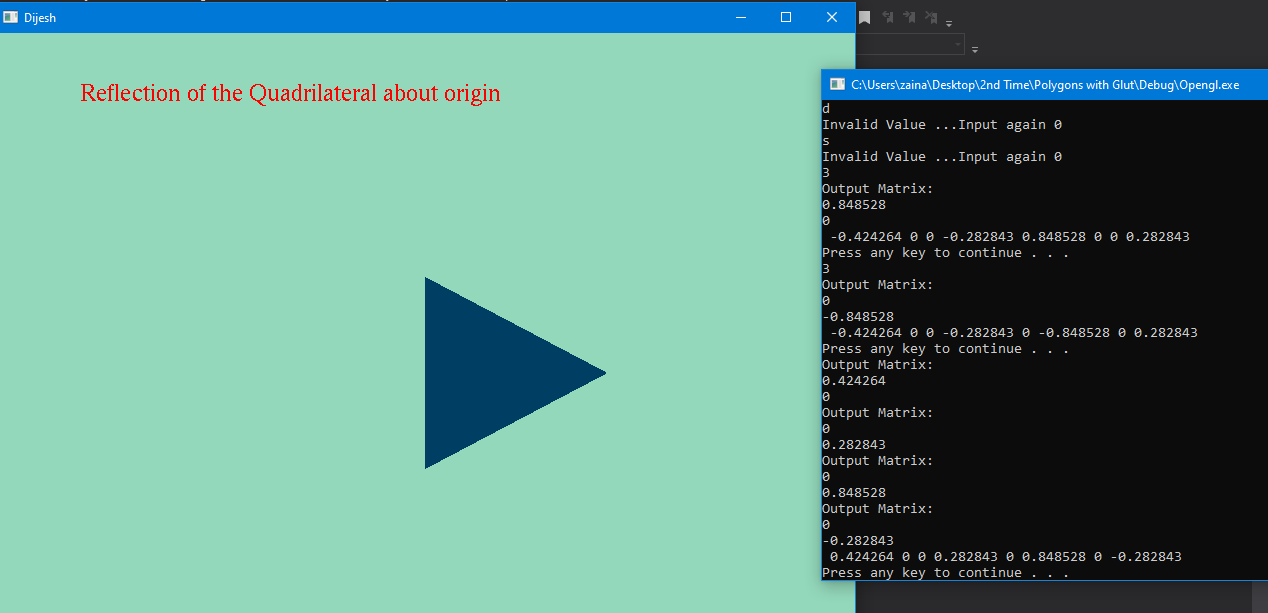 Dijesh
Reflection of the Quadrilateral about origin
C:\Users\zaina\Desktop\2nd Time\Polygons with Glut\Debug\Opengl.exe
d
Invalid Value ...Input again 0
s
Invalid Value ...Input again 0
3
Output Matrix:
0.848528
0
 -0.424264 0 0 -0.282843 0.848528 0 0 0.282843
Press any key to continue . . .
3
Output Matrix:
0
-0.848528
 -0.424264 0 0 -0.282843 0 -0.848528 0 0.282843
Press any key to continue . . .
Output Matrix:
0.424264
0
Output Matrix:
0
0.282843
Output Matrix:
0
0.848528
Output Matrix:
0
-0.282843
 0.424264 0 0 0.282843 0 0.848528 0 -0.282843
Press any key to continue . . .